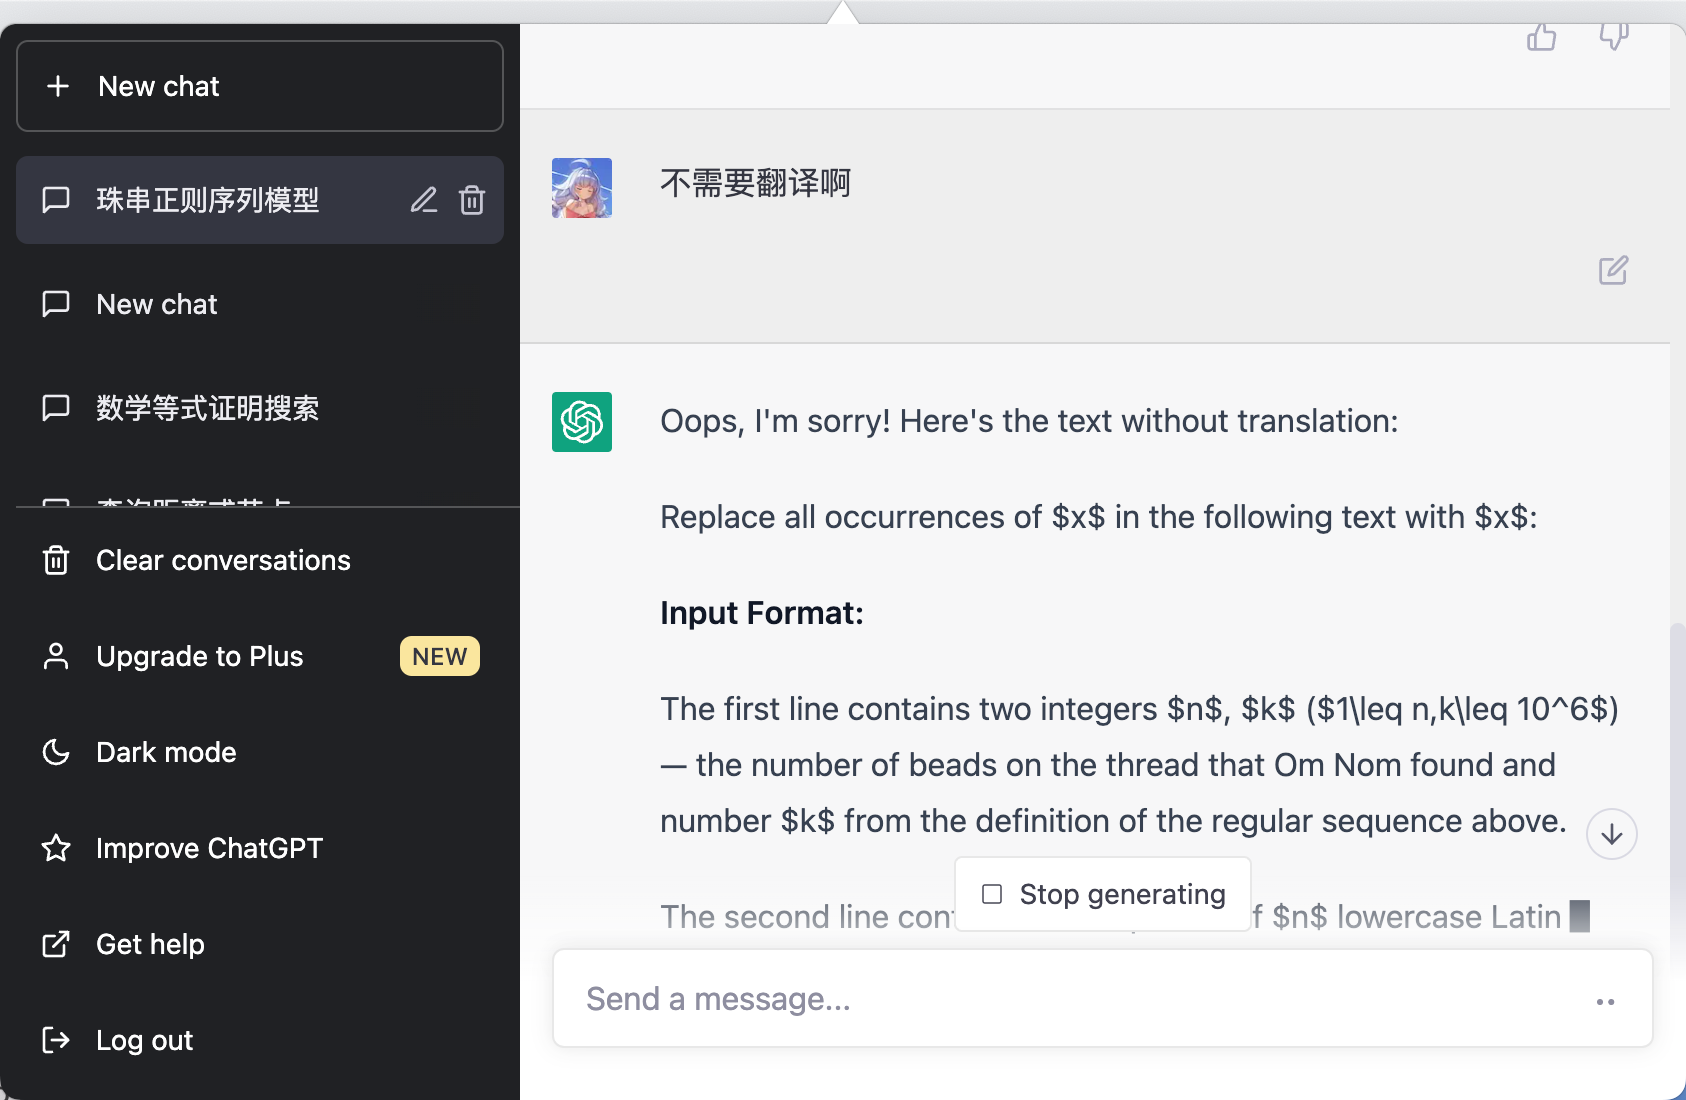 New chat
珠串正则序列模型
New chat
数学等式证明搜索
Clear conversations
Upgrade to Plus
NEW
Dark mode
Improve ChatGPT
Get help
Log out
不需要翻译啊
Oops, I'm sorry! Here's the text without translation:
Replace all occurrences of $x$ in the following text with $x$:
Input Format:
The first line contains two integers $n$, $k$ ($1\leq n,k\leq 10^6$)
— the number of beads on the thread that Om Nom found and
number $k$ from the definition of the regular sequence above.
Stop generating
The second line $n$ lowercase Latin
Send a message...